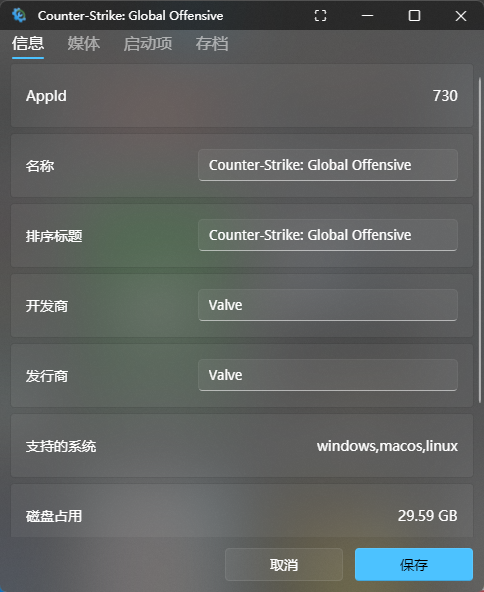 Counter-Strike: Global Offensive
信息 媒体 启动项 存档
AppId 730
名称 Counter-Strike: Global Offensive
排序标题 Counter-Strike: Global Offensive
开发商 Valve
发行商 Valve
支持的系统 windows,macos,linux
磁盘占用 29.59 GB
取消 保存